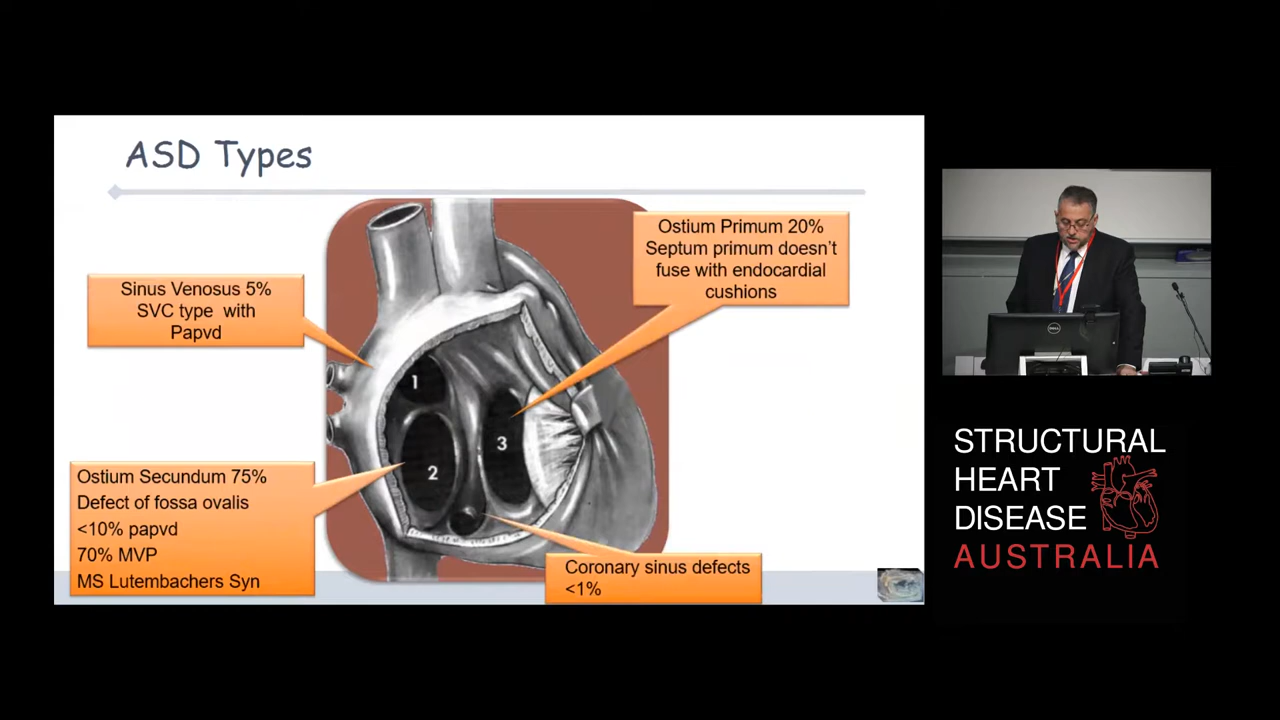 ASD Types
Sinus Venosus 5%
SVC type with
Papvd
Ostium Primum 20%
Septum primum doesn't
fuse with endocardial
cushions
1
2
3
Ostium Secundum 75%
Defect of fossa ovalis
<10% papvd
70% MVP
MS Lutembachers Syn
Coronary sinus defects
<1%
DELL
STRUCTURAL
HEART
DISEASE
AUSTRALIA